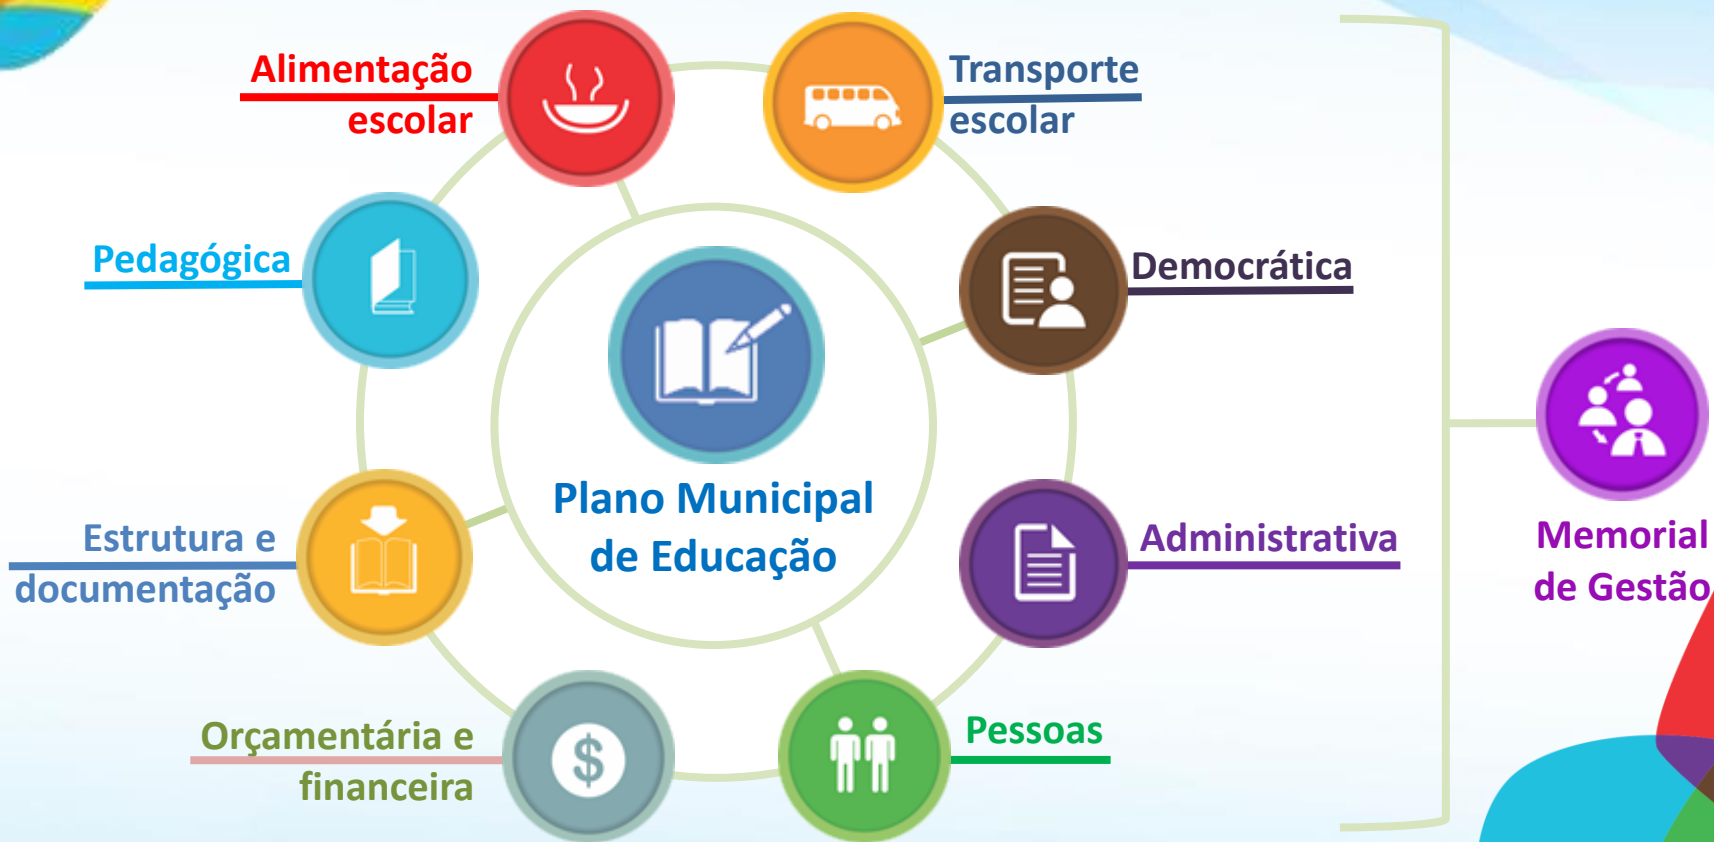 Alimentação
escolar
Transporte
escolar
Pedagógica
Democrática
Plano Municipal
de Educação
Estrutura e
documentação
Administrativa
Memorial
de Gestão
Orçamentária e
financeira
$
Pessoas